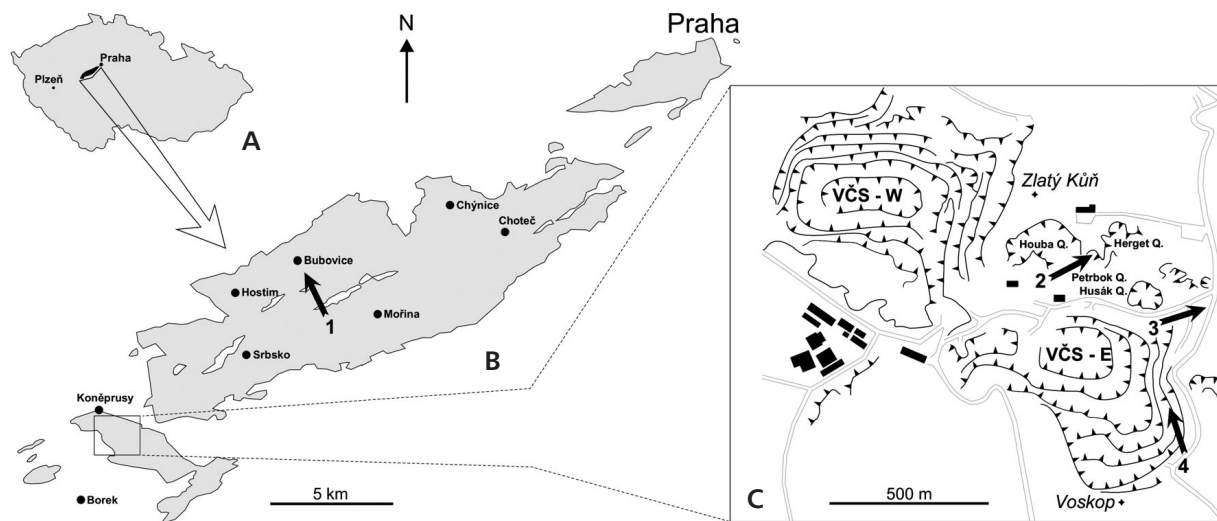 Praha
Plzeň
A
N
Praha
Chýnice
Choteč
Bubovice
Hostim
1
Mořina
Srbsko
B
Koněprusy
Borek
5 km
VČS - W
Zlatý Kůň
Houba Q.
Herget Q.
2
Petrbok Q.
Husák Q.
3
VČS - E
4
C
500 m
Voskop